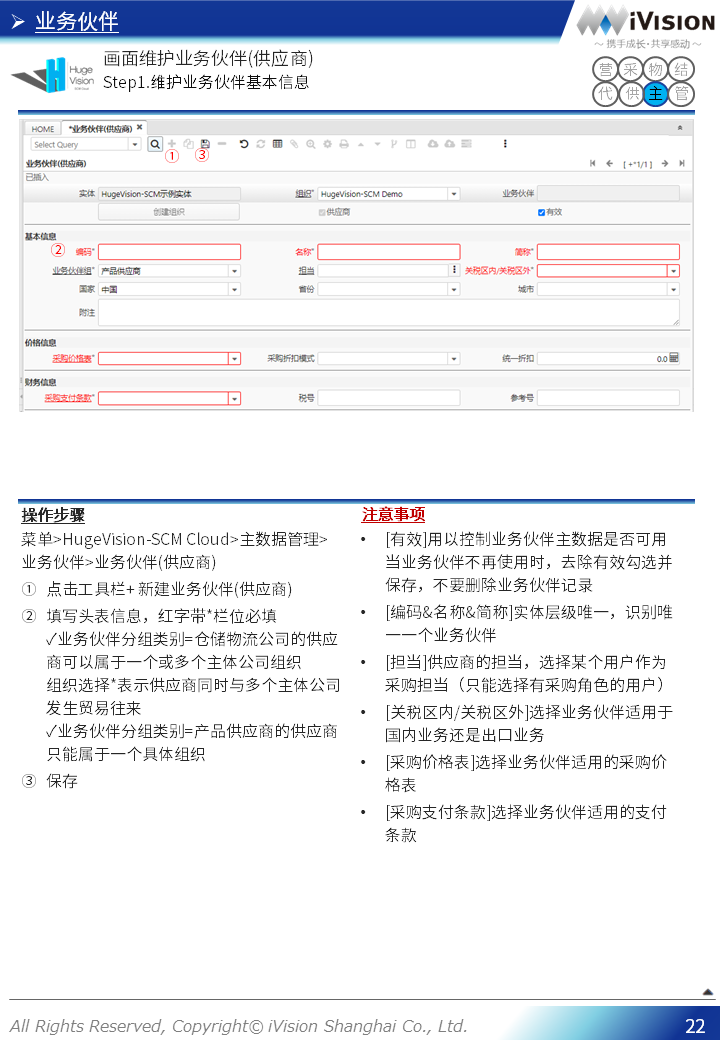 业务伙伴
iVISION
～ 携手成长·共享感动 ～
Huge
Vision
画面维护业务伙伴(供应商)
Step1.维护业务伙伴基本信息
营 采 物 结
代 供 主 管
HOME *业务伙伴(供应商)
Select Query
① ③
业务伙伴(供应商) [ +*1/1 ]
已插入
实体 HugeVision-SCM示例实体 组织* HugeVision-SCM Demo 业务伙伴
创建组织 供应商 有效
基本信息
② 编码* 名称* 简称*
业务伙伴组* 产品供应商 担当 关税区内/关税区外*
国家 中国 省份 城市
附注
价格信息
采购价格表* 采购折扣模式 统一折扣 0.0
财务信息
采购支付条款* 税号 参考号
操作步骤
菜单>HugeVision-SCM Cloud>主数据管理>
业务伙伴>业务伙伴(供应商)
① 点击工具栏+ 新建业务伙伴(供应商)
② 填写头表信息，红字带*栏位必填
✓业务伙伴分组类别=仓储物流公司的供应
商可以属于一个或多个主体公司组织
组织选择*表示供应商同时与多个主体公司
发生贸易往来
✓业务伙伴分组类别=产品供应商的供应商
只能属于一个具体组织
③ 保存
注意事项
• [有效]用以控制业务伙伴主数据是否可用
当业务伙伴不再使用时，去除有效勾选并
保存，不要删除业务伙伴记录
• [编码&名称&简称]实体层级唯一，识别唯
一一个业务伙伴
• [担当]供应商的担当，选择某个用户作为
采购担当（只能选择有采购角色的用户）
• [关税区内/关税区外]选择业务伙伴适用于
国内业务还是出口业务
• [采购价格表]选择业务伙伴适用的采购价
格表
• [采购支付条款]选择业务伙伴适用的支付
条款
All Rights Reserved, Copyright© iVision Shanghai Co., Ltd.
22